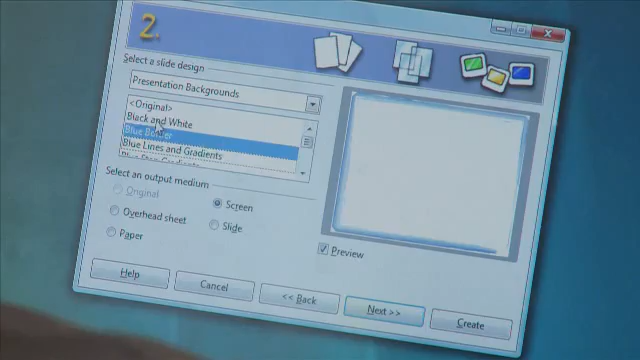 2.
Select a slide design
Presentation Backgrounds
<Original>
Black and White
Blue Border
Blue Lines and Gradients
Select an output medium
Original
Screen
Overhead sheet
Slide
Paper
Preview
Help
Cancel
<< Back
Next >>
Create